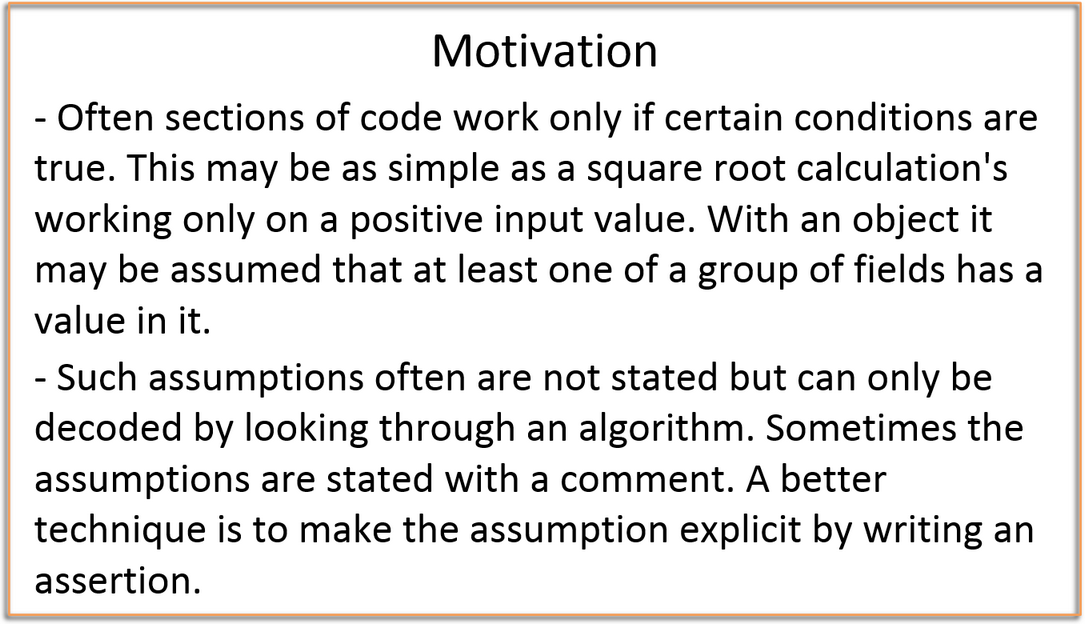 Motivation
- Often sections of code work only if certain conditions are
true. This may be as simple as a square root calculation's
working only on a positive input value. With an object it
may be assumed that at least one of a group of fields has a
value in it.
- Such assumptions often are not stated but can only be
decoded by looking through an algorithm. Sometimes the
assumptions are stated with a comment. A better
technique is to make the assumption explicit by writing an
assertion.